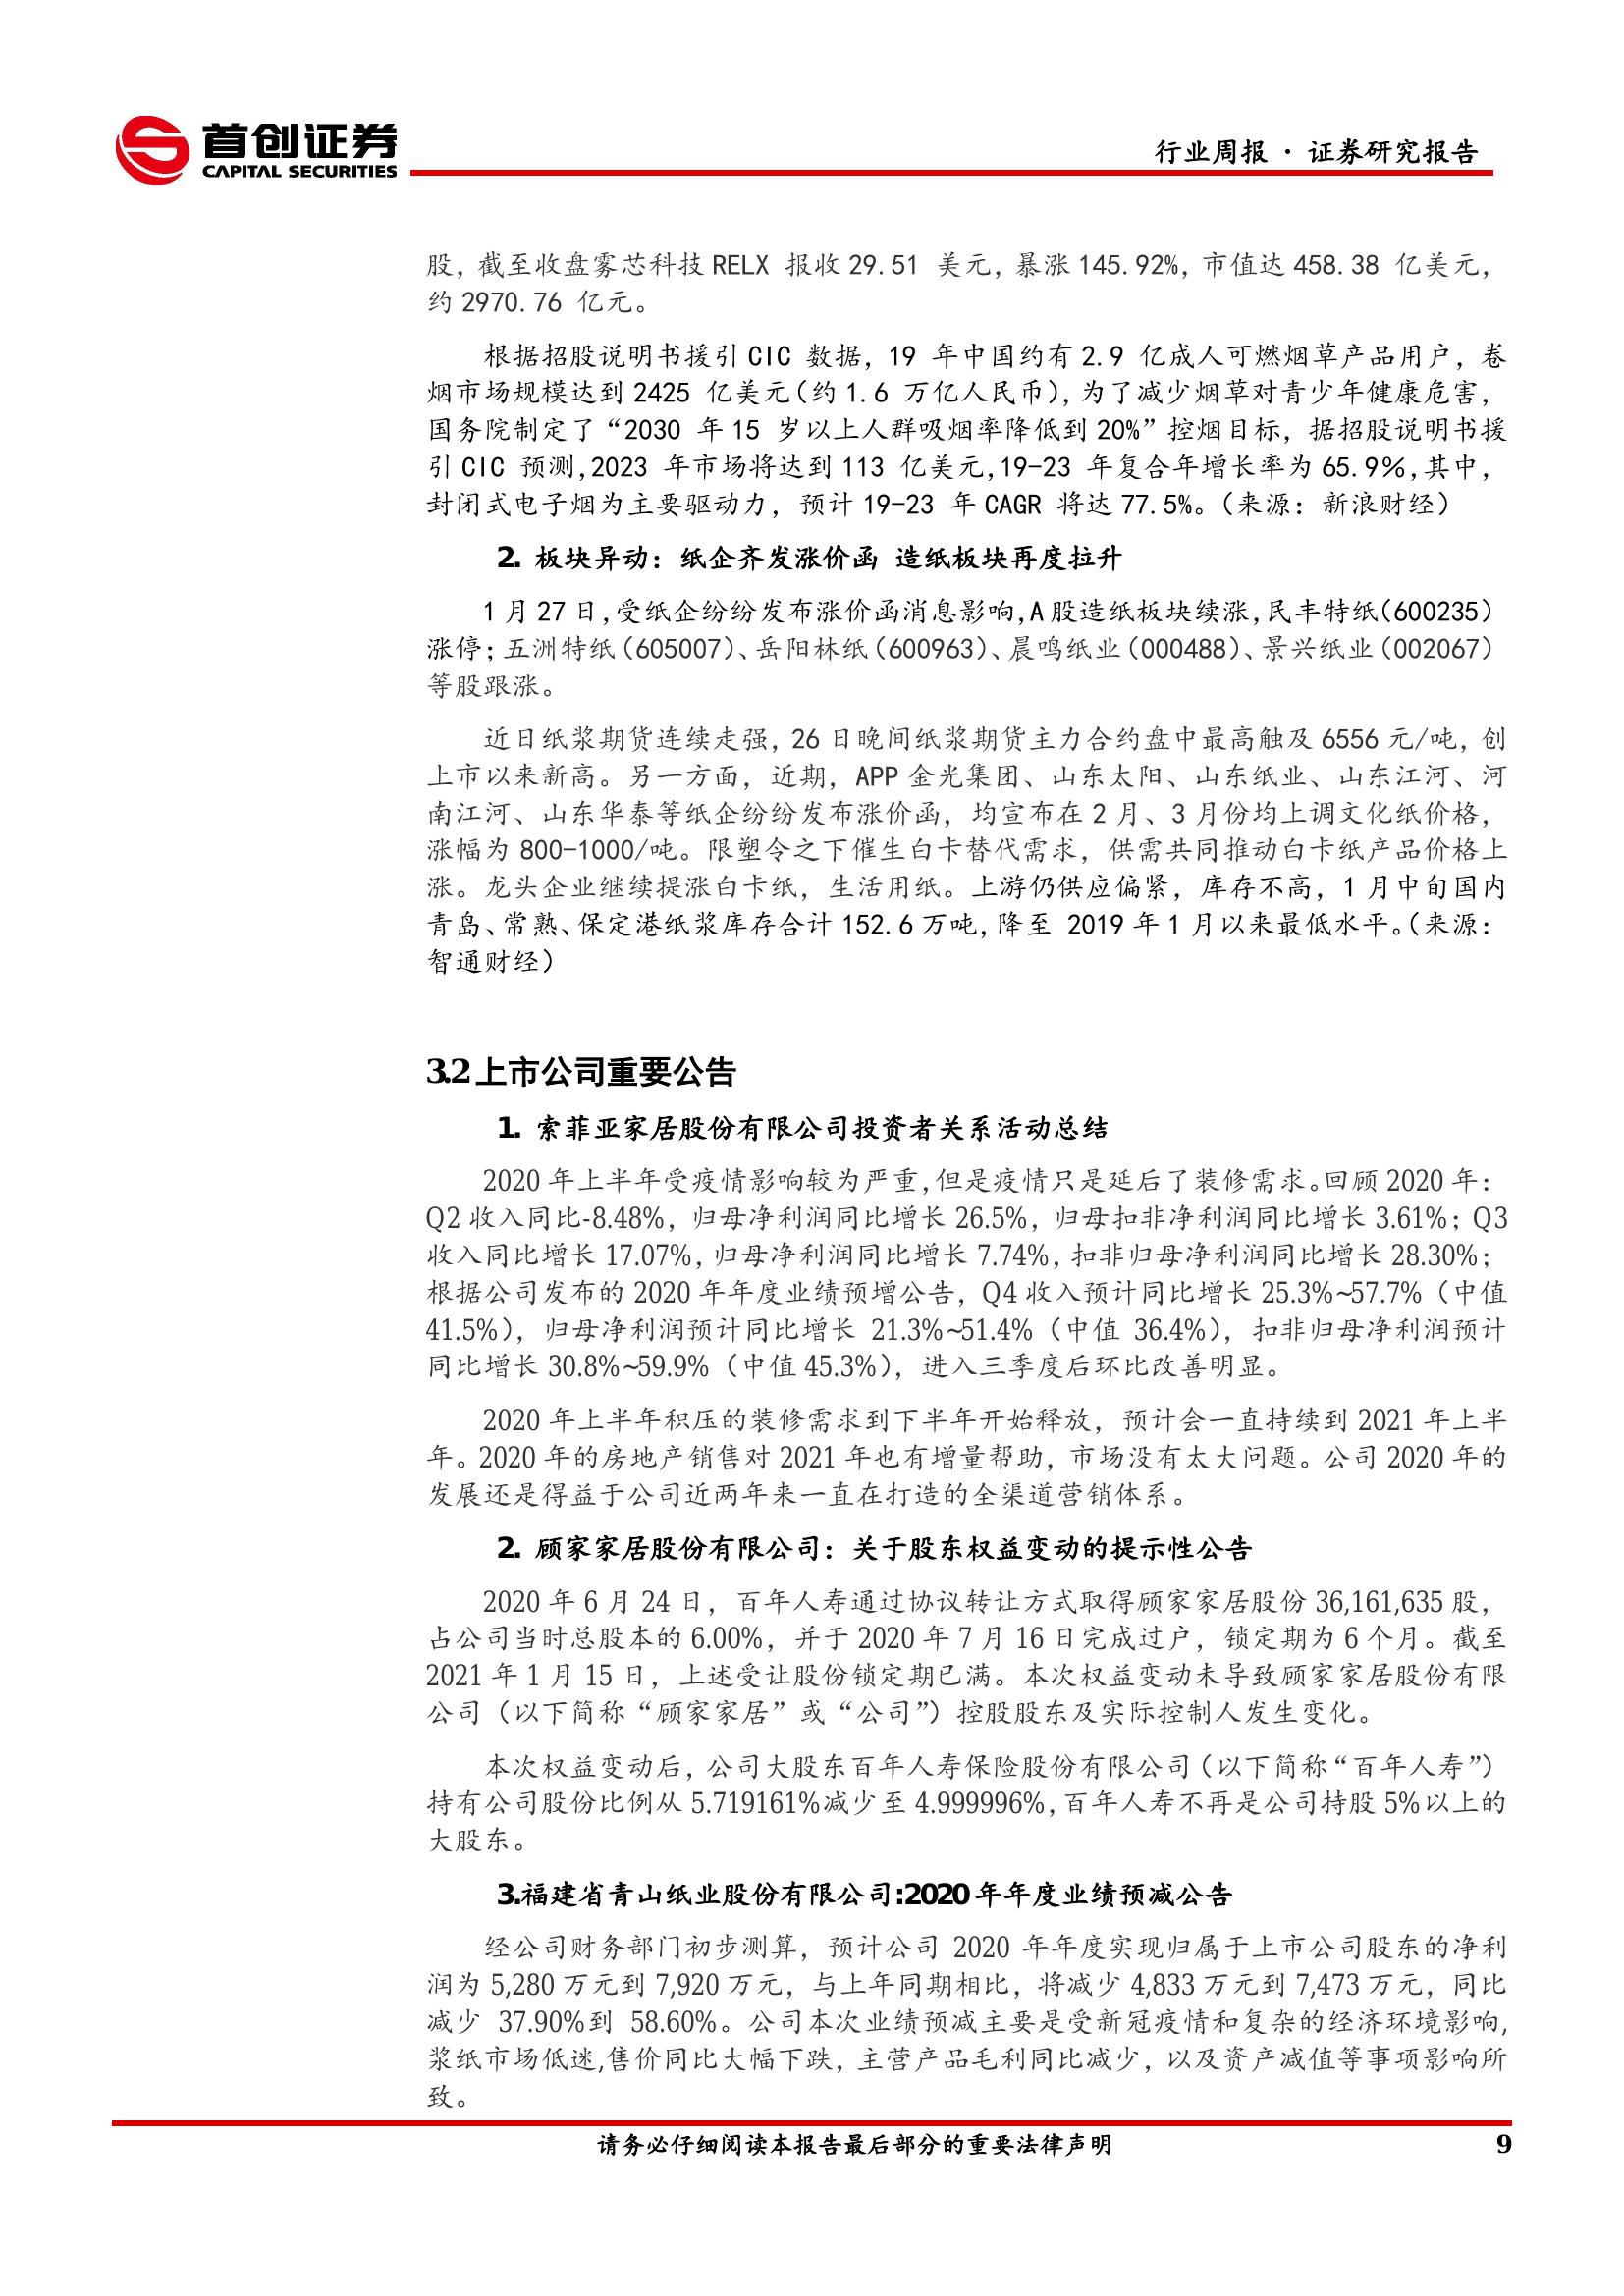 首创证券
CAPITAL SECURITIES
行业周报 · 证券研究报告
股，截至收盘雾芯科技 RELX 报收 29.51 美元，暴涨 145.92%，市值达 458.38 亿美元，
约 2970.76 亿元。
根据招股说明书援引 CIC 数据，19 年中国约有 2.9 亿成人可燃烟草产品用户，卷
烟市场规模达到 2425 亿美元（约 1.6 万亿人民币），为了减少烟草对青少年健康危害，
国务院制定了“2030 年 15 岁以上人群吸烟率降低到 20%”控烟目标，据招股说明书援
引 CIC 预测，2023 年市场将达到 113 亿美元，19-23 年复合年增长率为 65.9%，其中，
封闭式电子烟为主要驱动力，预计 19-23 年 CAGR 将达 77.5%。（来源：新浪财经）
2. 板块异动：纸企齐发涨价函 造纸板块再度拉升
1 月 27 日，受纸企纷纷发布涨价函消息影响，A 股造纸板块续涨，民丰特纸（600235）
涨停；五洲特纸（605007）、岳阳林纸（600963）、晨鸣纸业（000488）、景兴纸业（002067）
等股跟涨。
近日纸浆期货连续走强，26 日晚间纸浆期货主力合约盘中最高触及 6556 元/吨，创
上市以来新高。另一方面，近期，APP 金光集团、山东太阳、山东纸业、山东江河、河
南江河、山东华泰等纸企纷纷发布涨价函，均宣布在 2 月、3 月份均上调文化纸价格，
涨幅为 800-1000/吨。限塑令之下催生白卡替代需求，供需共同推动白卡纸产品价格上
涨。龙头企业继续提涨白卡纸，生活用纸。上游仍供应偏紧，库存不高，1 月中旬国内
青岛、常熟、保定港纸浆库存合计 152.6 万吨，降至 2019 年 1 月以来最低水平。（来源：
智通财经）
3.2 上市公司重要公告
1. 索菲亚家居股份有限公司投资者关系活动总结
2020 年上半年受疫情影响较为严重，但是疫情只是延后了装修需求。回顾 2020 年：
Q2 收入同比-8.48%，归母净利润同比增长 26.5%，归母扣非净利润同比增长 3.61%；Q3
收入同比增长 17.07%，归母净利润同比增长 7.74%，扣非归母净利润同比增长 28.30%；
根据公司发布的 2020 年年度业绩预增公告，Q4 收入预计同比增长 25.3%~57.7%（中值
41.5%），归母净利润预计同比增长 21.3%~51.4%（中值 36.4%），扣非归母净利润预计
同比增长 30.8%~59.9%（中值 45.3%），进入三季度后环比改善明显。
2020 年上半年积压的装修需求到下半年开始释放，预计会一直持续到 2021 年上半
年。2020 年的房地产销售对 2021 年也有增量帮助，市场没有太大问题。公司 2020 年的
发展还是得益于公司近两年来一直在打造的全渠道营销体系。
2. 顾家家居股份有限公司：关于股东权益变动的提示性公告
2020 年 6 月 24 日，百年人寿通过协议转让方式取得顾家家居股份 36,161,635 股，
占公司当时总股本的 6.00%，并于 2020 年 7 月 16 日完成过户，锁定期为 6 个月。截至
2021 年 1 月 15 日，上述受让股份锁定期已满。本次权益变动未导致顾家家居股份有限
公司（以下简称“顾家家居”或“公司”）控股股东及实际控制人发生变化。
本次权益变动后，公司大股东百年人寿保险股份有限公司（以下简称“百年人寿”）
持有公司股份比例从 5.719161%减少至 4.999996%，百年人寿不再是公司持股 5%以上的
大股东。
3.福建省青山纸业股份有限公司:2020 年年度业绩预减公告
经公司财务部门初步测算，预计公司 2020 年年度实现归属于上市公司股东的净利
润为 5,280 万元到 7,920 万元，与上年同期相比，将减少 4,833 万元到 7,473 万元，同比
减少 37.90%到 58.60%。公司本次业绩预减主要是受新冠疫情和复杂的经济环境影响，
浆纸市场低迷,售价同比大幅下跌，主营产品毛利同比减少，以及资产减值等事项影响所
致。
请务必仔细阅读本报告最后部分的重要法律声明
9